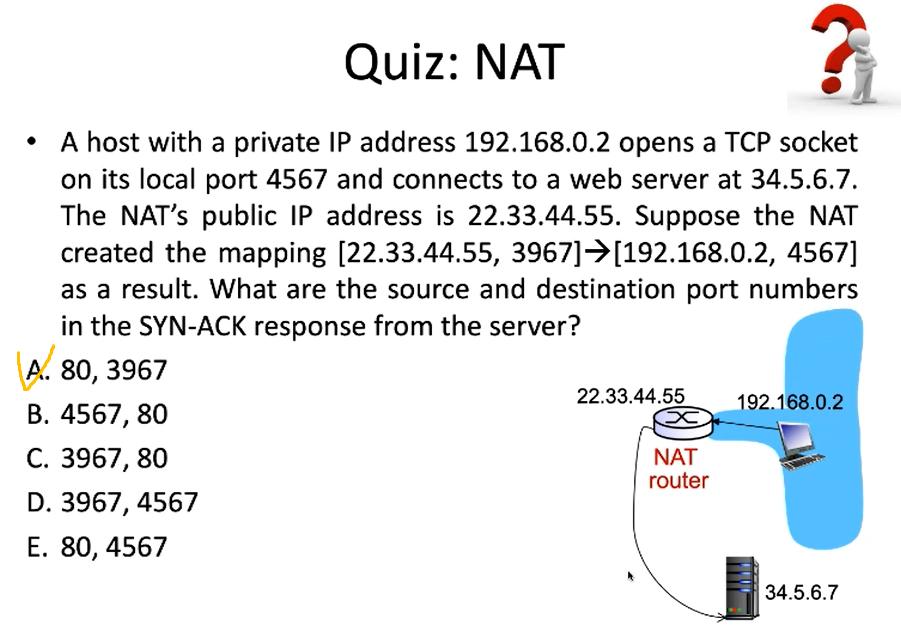 Quiz: NAT
• A host with a private IP address 192.168.0.2 opens a TCP socket
on its local port 4567 and connects to a web server at 34.5.6.7.
The NAT’s public IP address is 22.33.44.55. Suppose the NAT
created the mapping [22.33.44.55, 3967]→[192.168.0.2, 4567]
as a result. What are the source and destination port numbers
in the SYN-ACK response from the server?
A. 80, 3967
B. 4567, 80
C. 3967, 80
D. 3967, 4567
E. 80, 4567
22.33.44.55
192.168.0.2
NAT
router
34.5.6.7